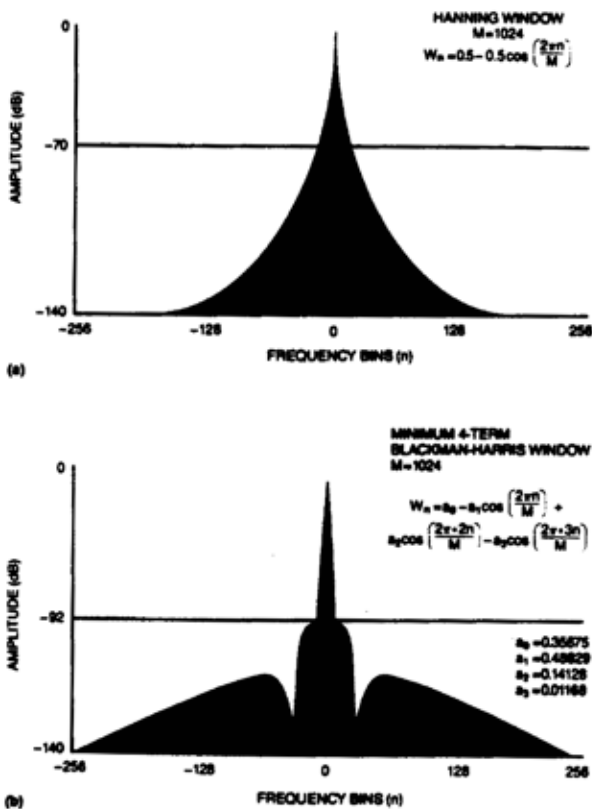 HANNING WINDOW
M=1024
Wn=0.5−0.5cos (2πn/M)
AMPLITUDE (dB)
0
−70
−140
−256
−128
0
128
256
FREQUENCY BINS (n)
(a)
MINIMUM 4-TERM
BLACKMAN-HARRIS WINDOW
M=1024
Wn=a0−a1cos (2πn/M) +
a2cos (2π+2n/M) −a3cos (2π+3n/M)
AMPLITUDE (dB)
0
−92
−140
a0=0.35875
a1=0.48829
a2=0.14128
a3=0.01168
−256
−128
0
128
256
FREQUENCY BINS (n)
(b)